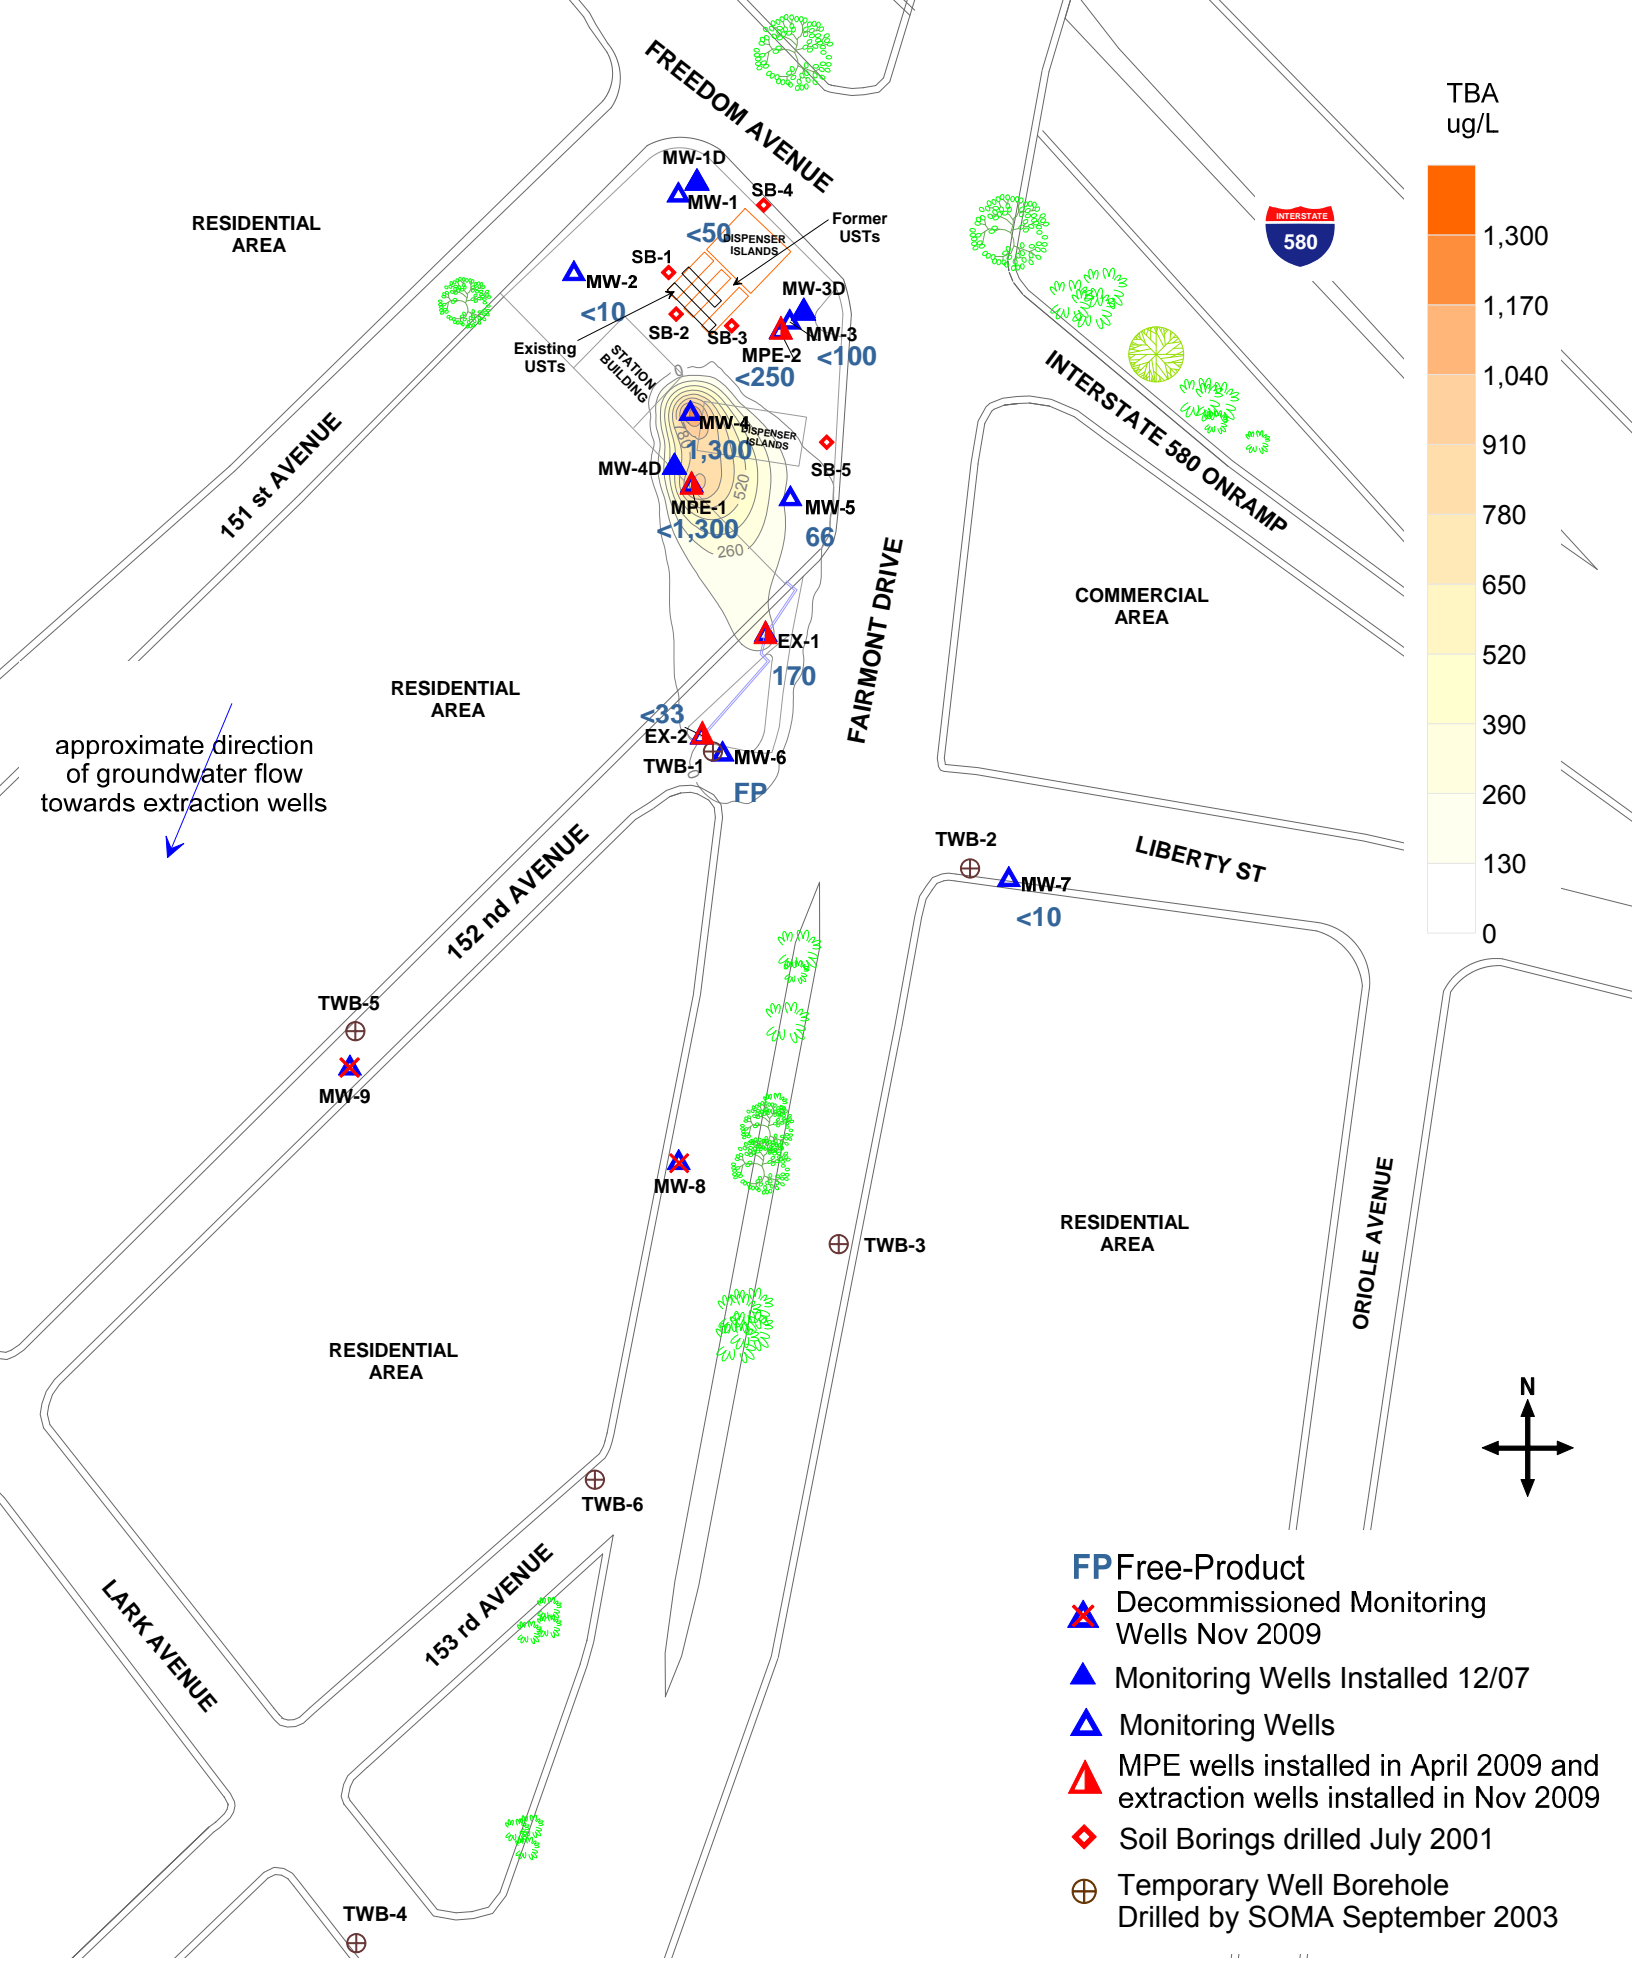 FREEDOM AVENUE
TBA
ug/L
1,300
1,170
1,040
910
780
650
520
390
260
130
0
INTERSTATE
580
RESIDENTIAL
AREA
MW-1D
MW-1
<50
SB-4
DISPENSER
ISLANDS
Former
USTs
SB-1
MW-2
<10
SB-2
SB-3
MW-3D
MW-3
<100
MPE-2
<250
Existing
USTs
STATION
BUILDING
0
MW-4
1,300
780
DISPENSER
ISLANDS
MW-4D
MPE-1
<1,300
520
260
SB-5
MW-5
66
151 st AVENUE
INTERSTATE 580 ONRAMP
COMMERCIAL
AREA
FAIRMONT DRIVE
EX-1
170
RESIDENTIAL
AREA
<33
EX-2
TWB-1
MW-6
0
FP
approximate direction
of groundwater flow
towards extraction wells
152 nd AVENUE
TWB-2
LIBERTY ST
MW-7
<10
TWB-5
MW-9
MW-8
TWB-3
RESIDENTIAL
AREA
ORIOLE AVENUE
RESIDENTIAL
AREA
N
TWB-6
153 rd AVENUE
LARK AVENUE
TWB-4
FP Free-Product
Decommissioned Monitoring
Wells Nov 2009
Monitoring Wells Installed 12/07
Monitoring Wells
MPE wells installed in April 2009 and
extraction wells installed in Nov 2009
Soil Borings drilled July 2001
Temporary Well Borehole
Drilled by SOMA September 2003